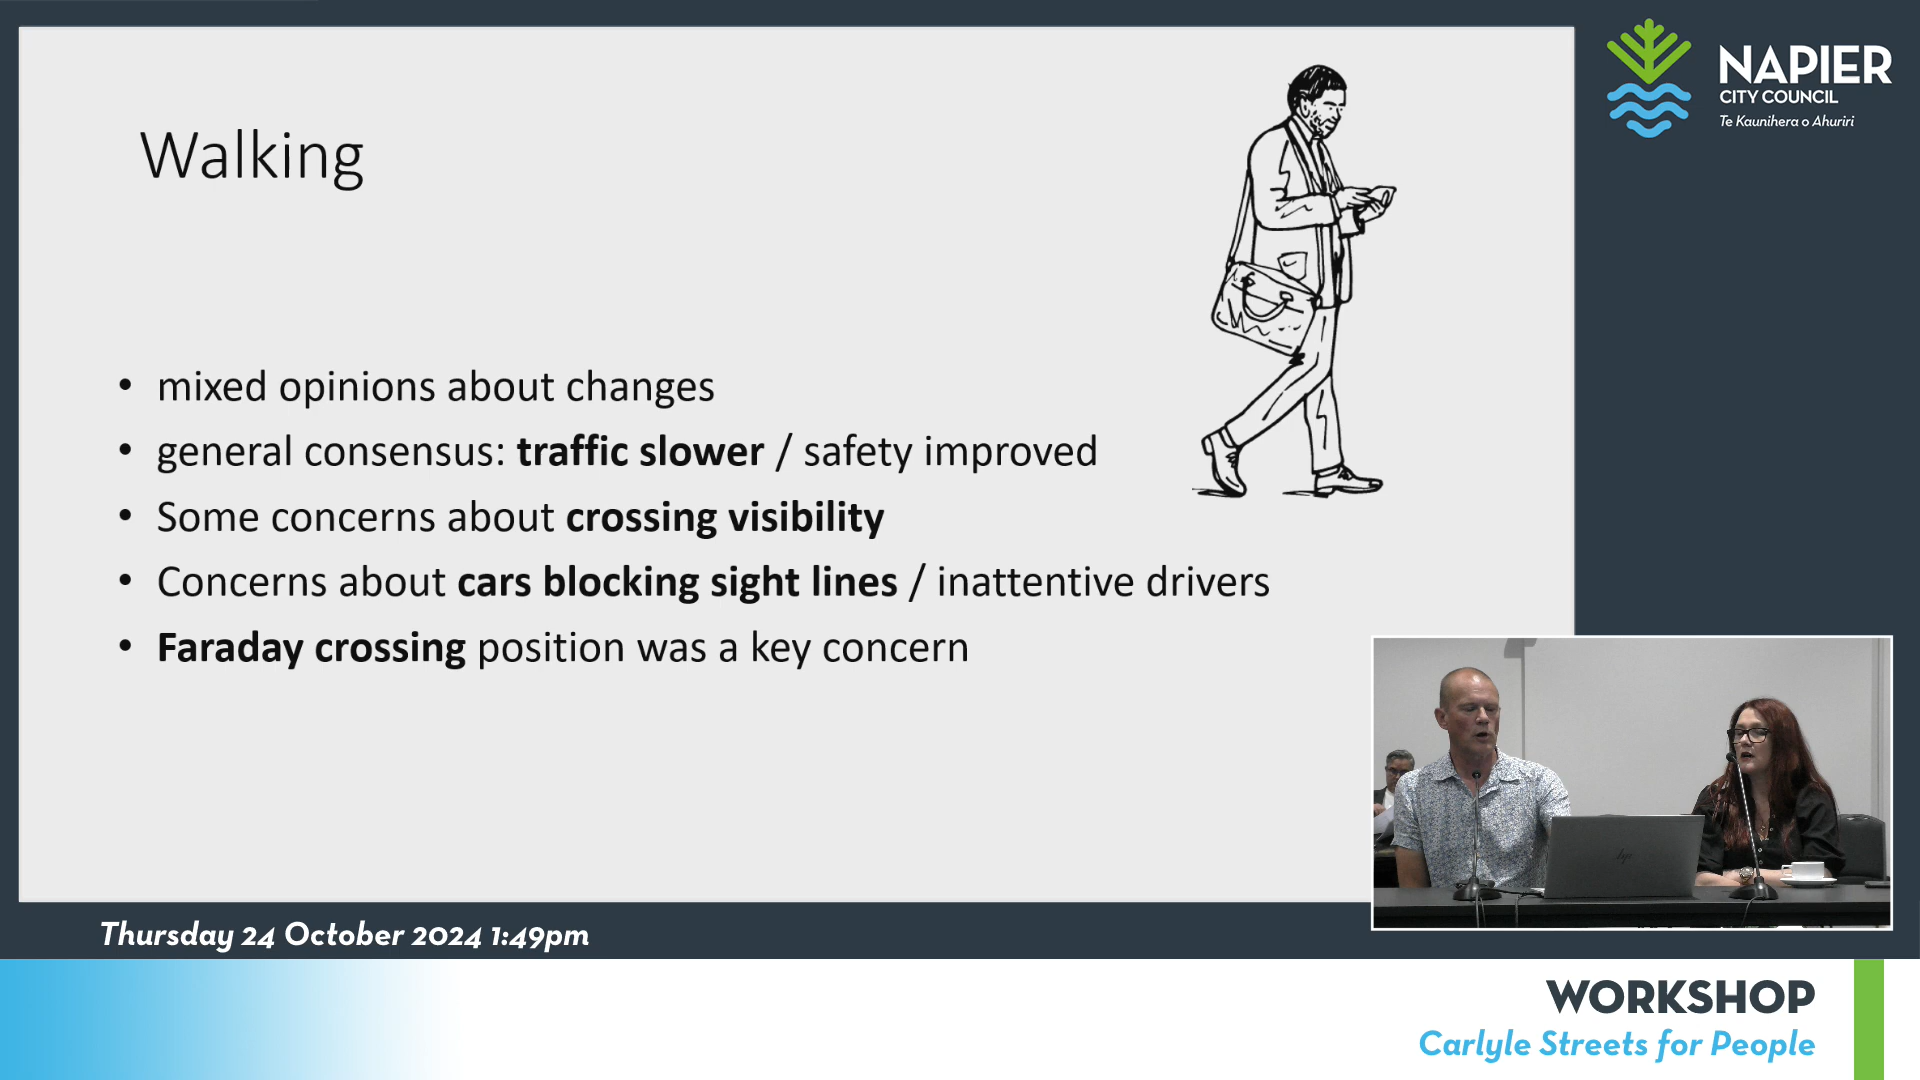 Walking
• mixed opinions about changes
• general consensus: traffic slower / safety improved
• Some concerns about crossing visibility
• Concerns about cars blocking sight lines / inattentive drivers
• Faraday crossing position was a key concern
NAPIER
CITY COUNCIL
Te Kaunihera o Ahuriri
hp
Thursday 24 October 2024 1:49pm
WORKSHOP
Carlyle Streets for People